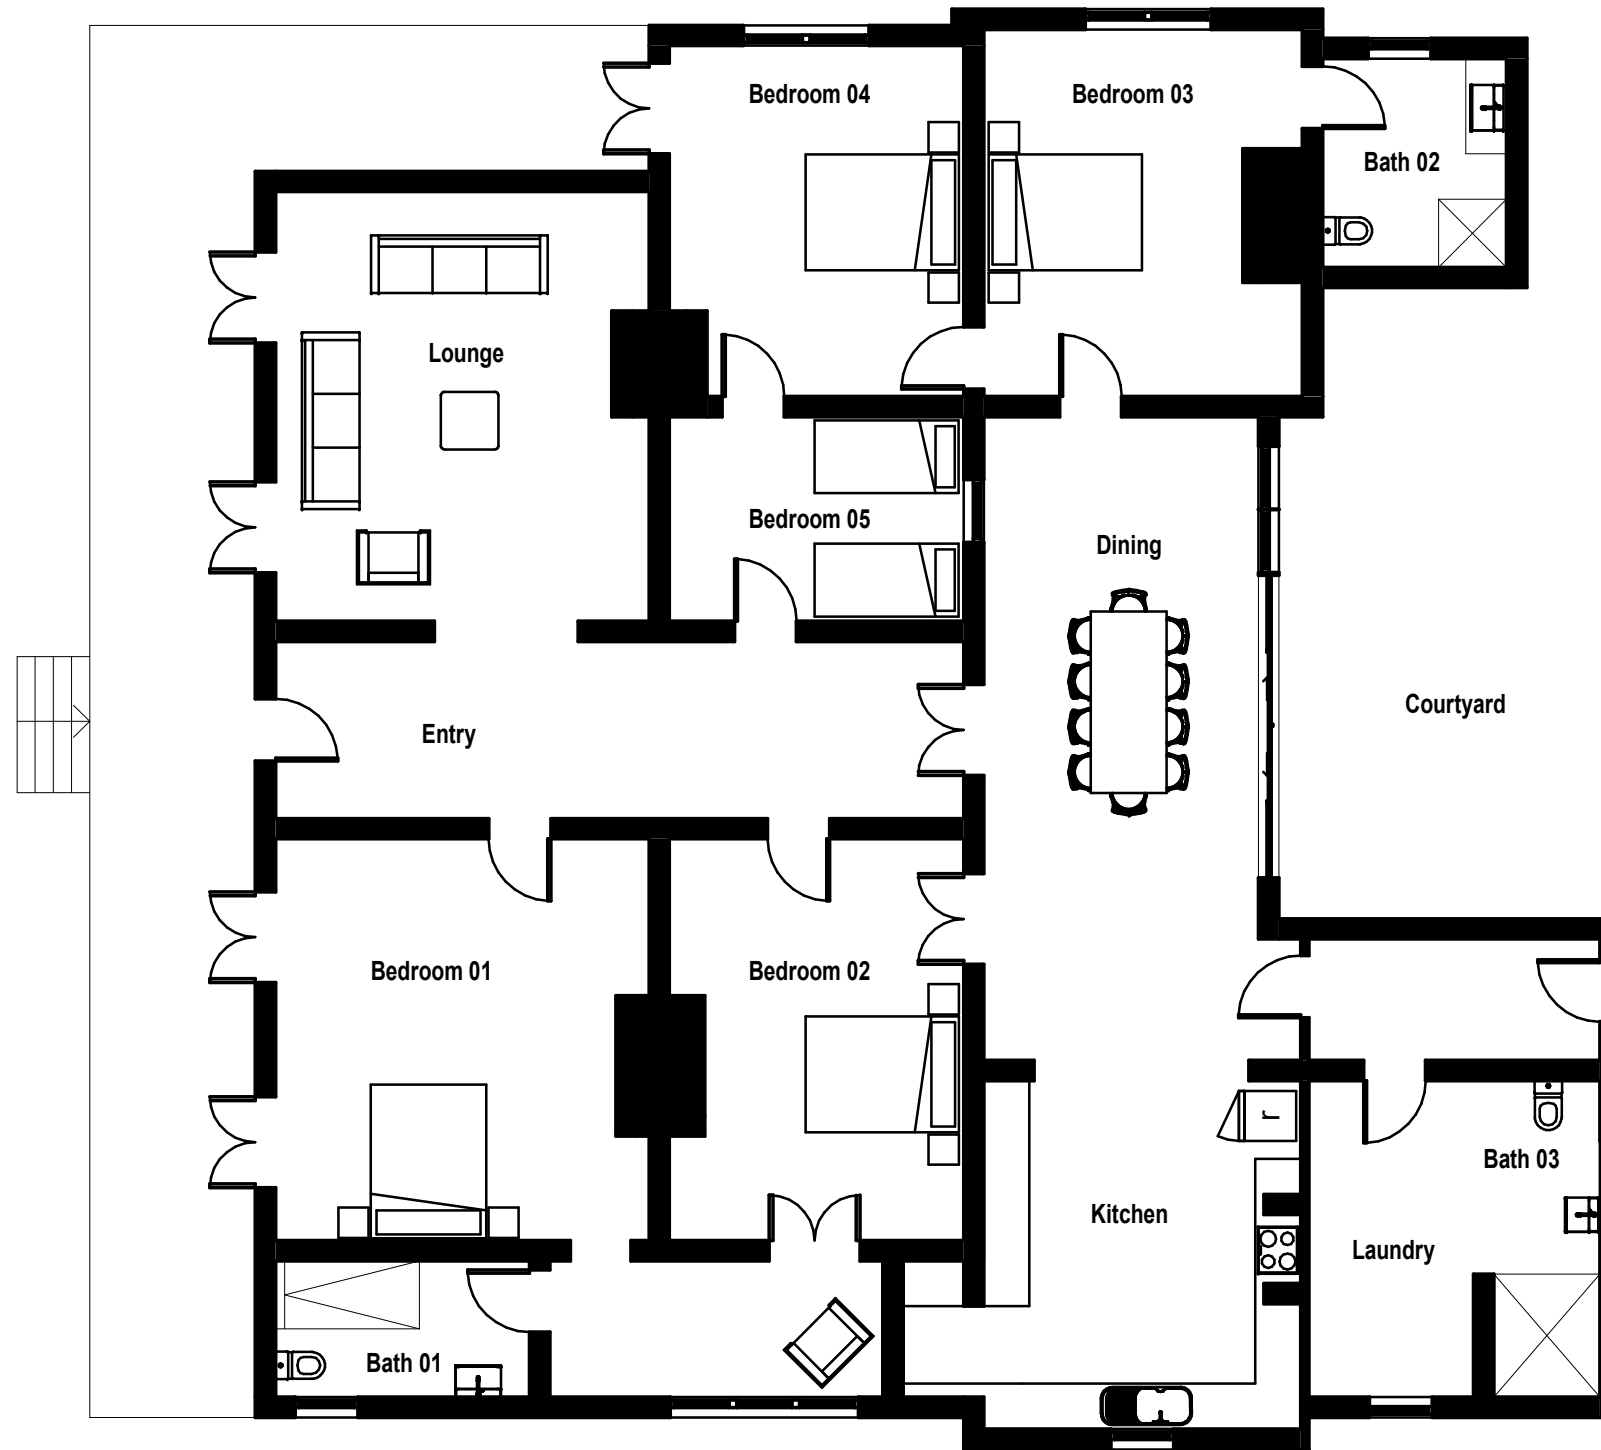 Bedroom 04
Bedroom 03
Bath 02
Lounge
Bedroom 05
Dining
Courtyard
Entry
Bedroom 01
Bedroom 02
r
Bath 03
Kitchen
Laundry
Bath 01